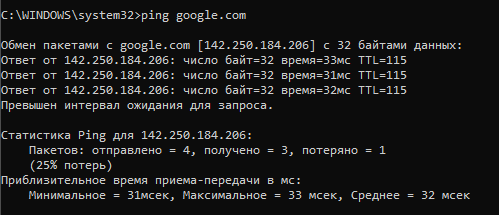 C:\WINDOWS\system32>ping google.com
Обмен пакетами с google.com [142.250.184.206] с 32 байтами данных:
Ответ от 142.250.184.206: число байт=32 время=33мс TTL=115
Ответ от 142.250.184.206: число байт=32 время=31мс TTL=115
Ответ от 142.250.184.206: число байт=32 время=32мс TTL=115
Превышен интервал ожидания для запроса.
Статистика Ping для 142.250.184.206:
Пакетов: отправлено = 4, получено = 3, потеряно = 1
(25% потерь)
Приблизительное время приема-передачи в мс:
Минимальное = 31мсек, Максимальное = 33 мсек, Среднее = 32 мсек